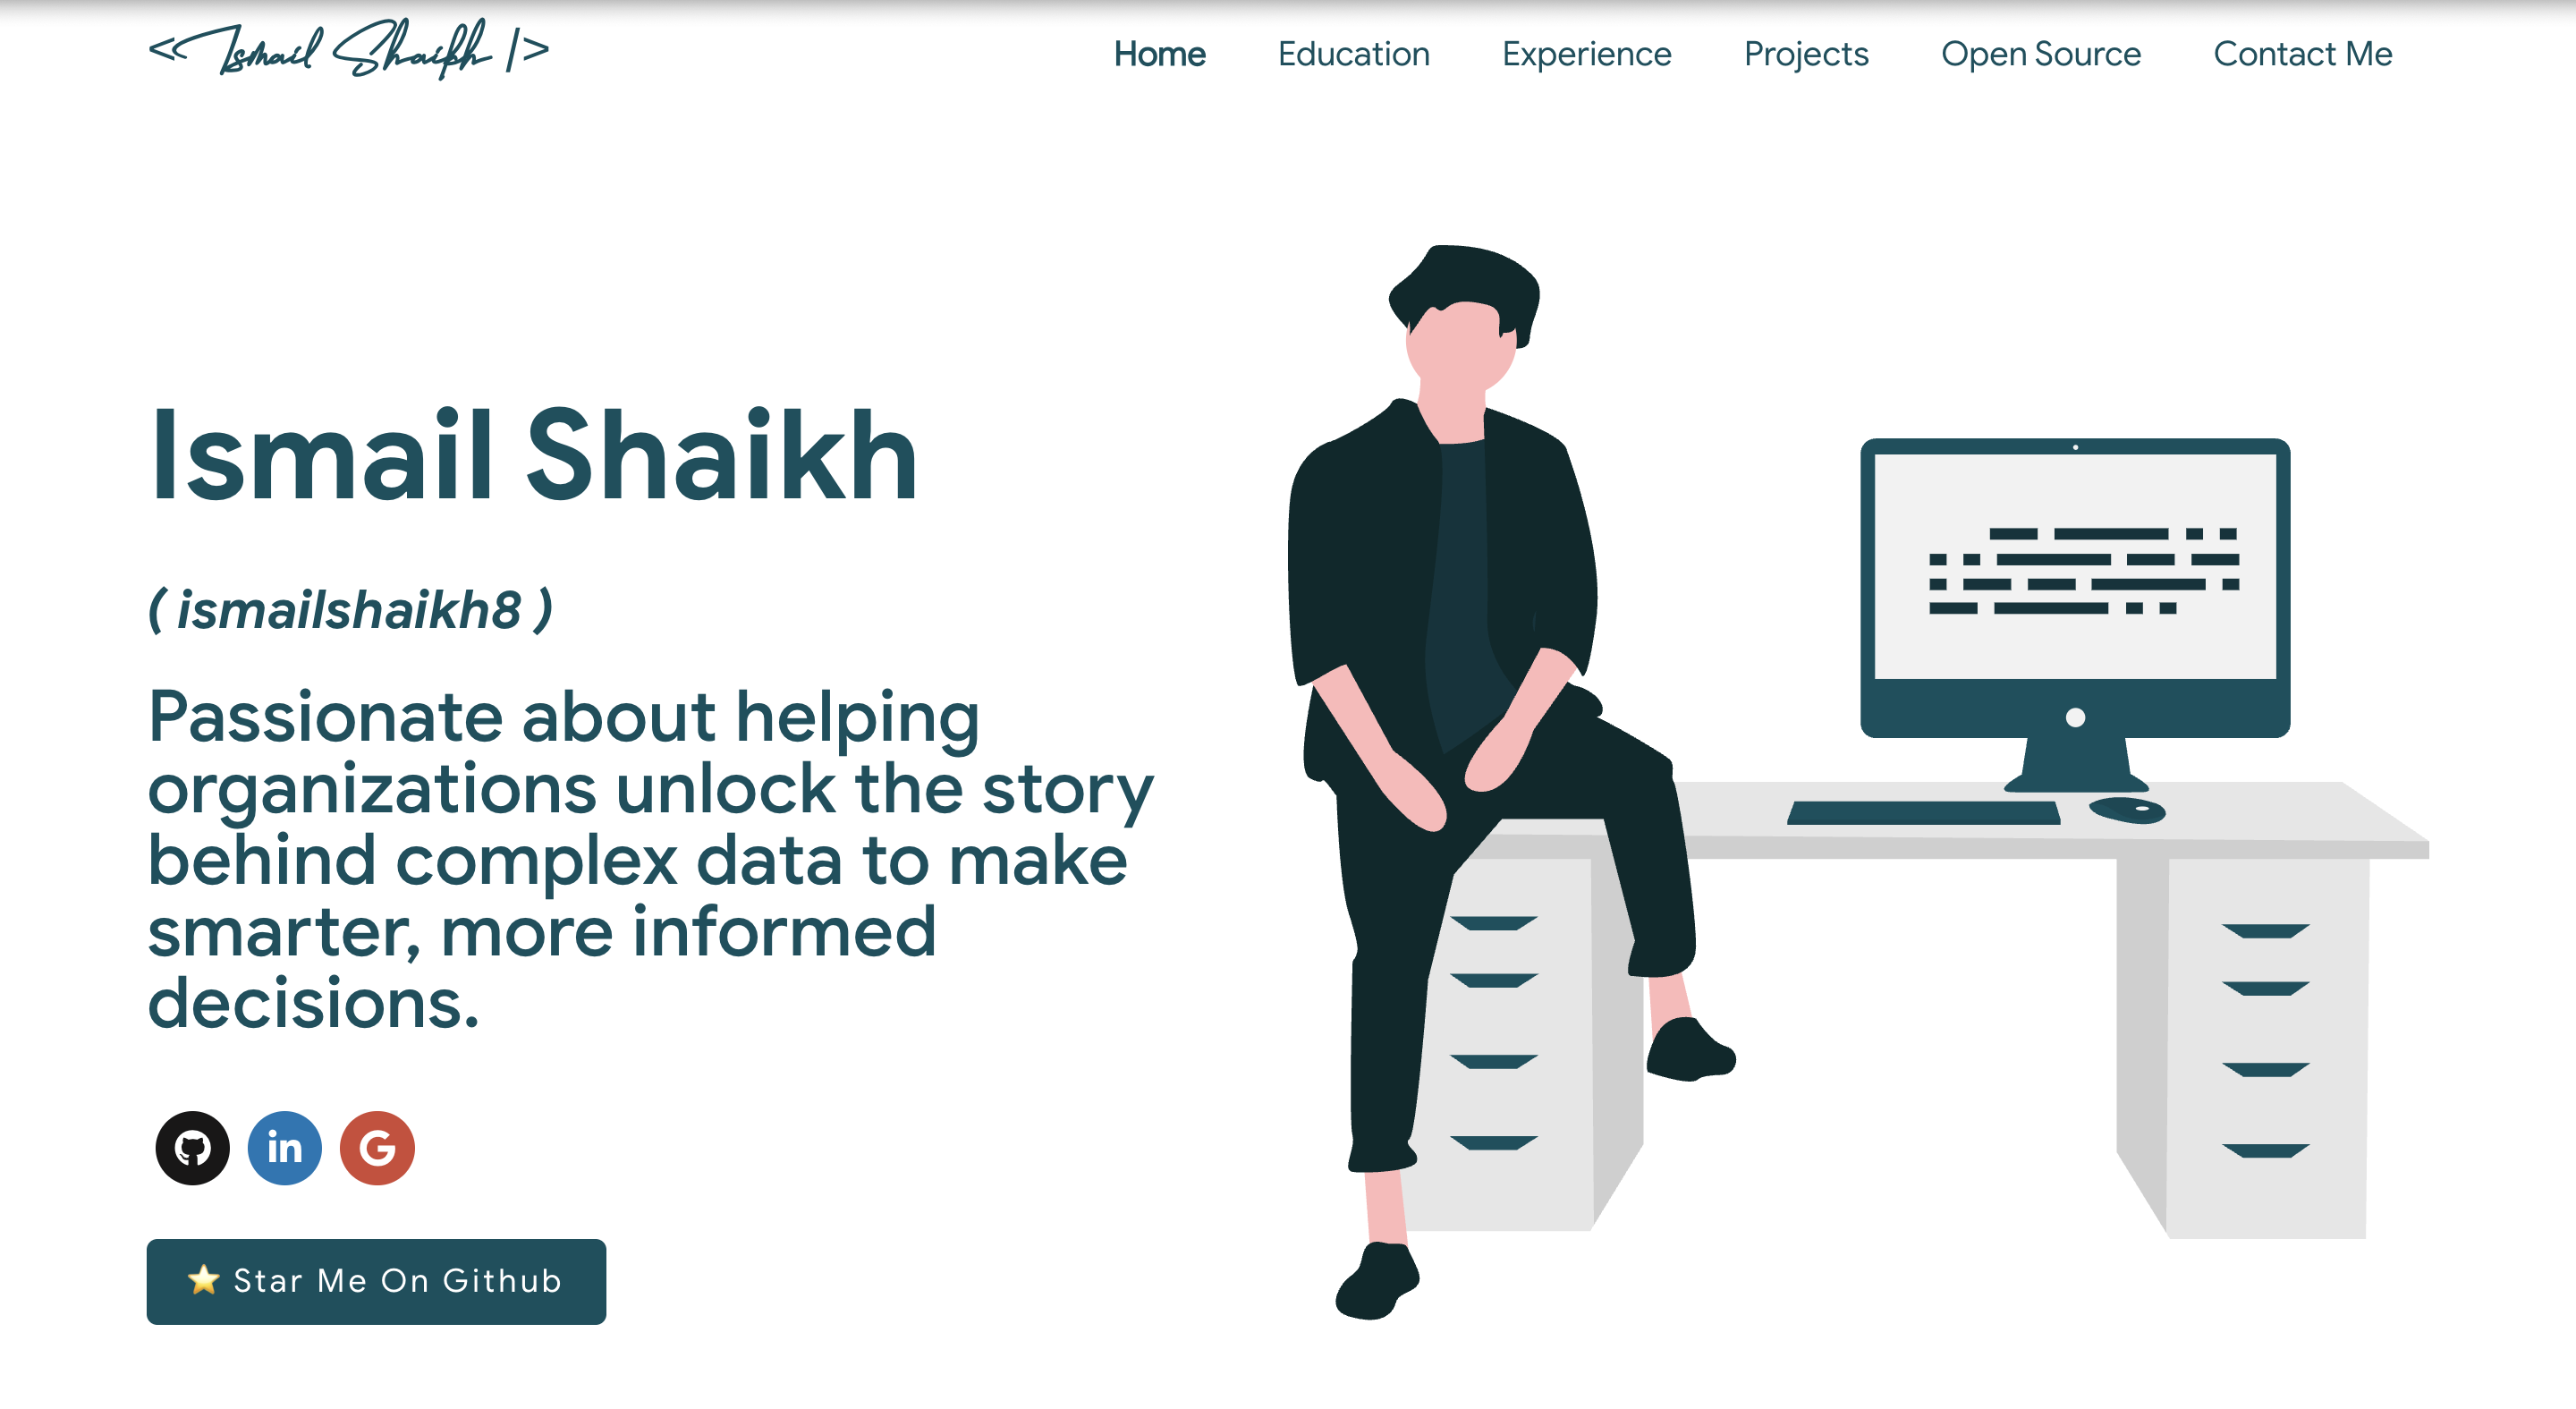 <Ismail Shaikh/>
Home Education Experience Projects Open Source Contact Me
Ismail Shaikh
( ismailshaikh8 )
Passionate about helping
organizations unlock the story
behind complex data to make
smarter, more informed
decisions.
in G
⭐ Star Me On Github